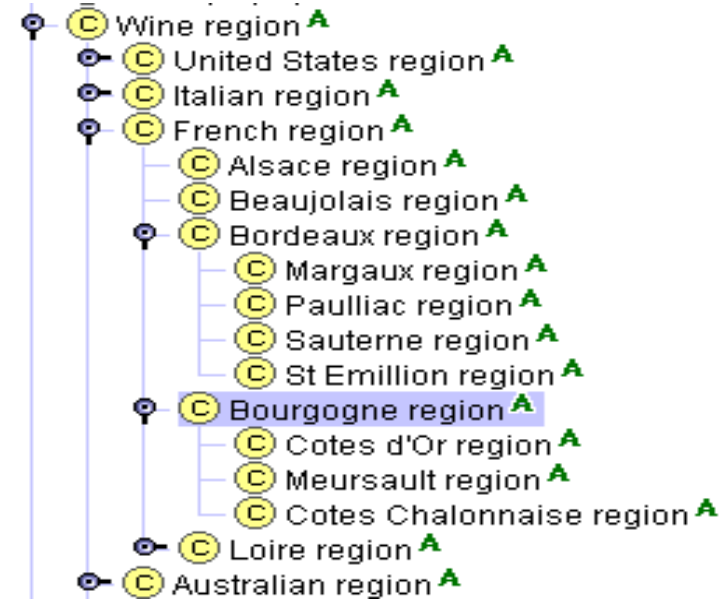 C Wine region A
C United States region A
C Italian region A
C French region A
C Alsace region A
C Beaujolais region A
C Bordeaux region A
C Margaux region A
C Paulliac region A
C Sauterne region A
C St Emillion region A
C Bourgogne region A
C Cotes d'Or region A
C Meursault region A
C Cotes Chalonnaise region A
C Loire region A
C Australian region A